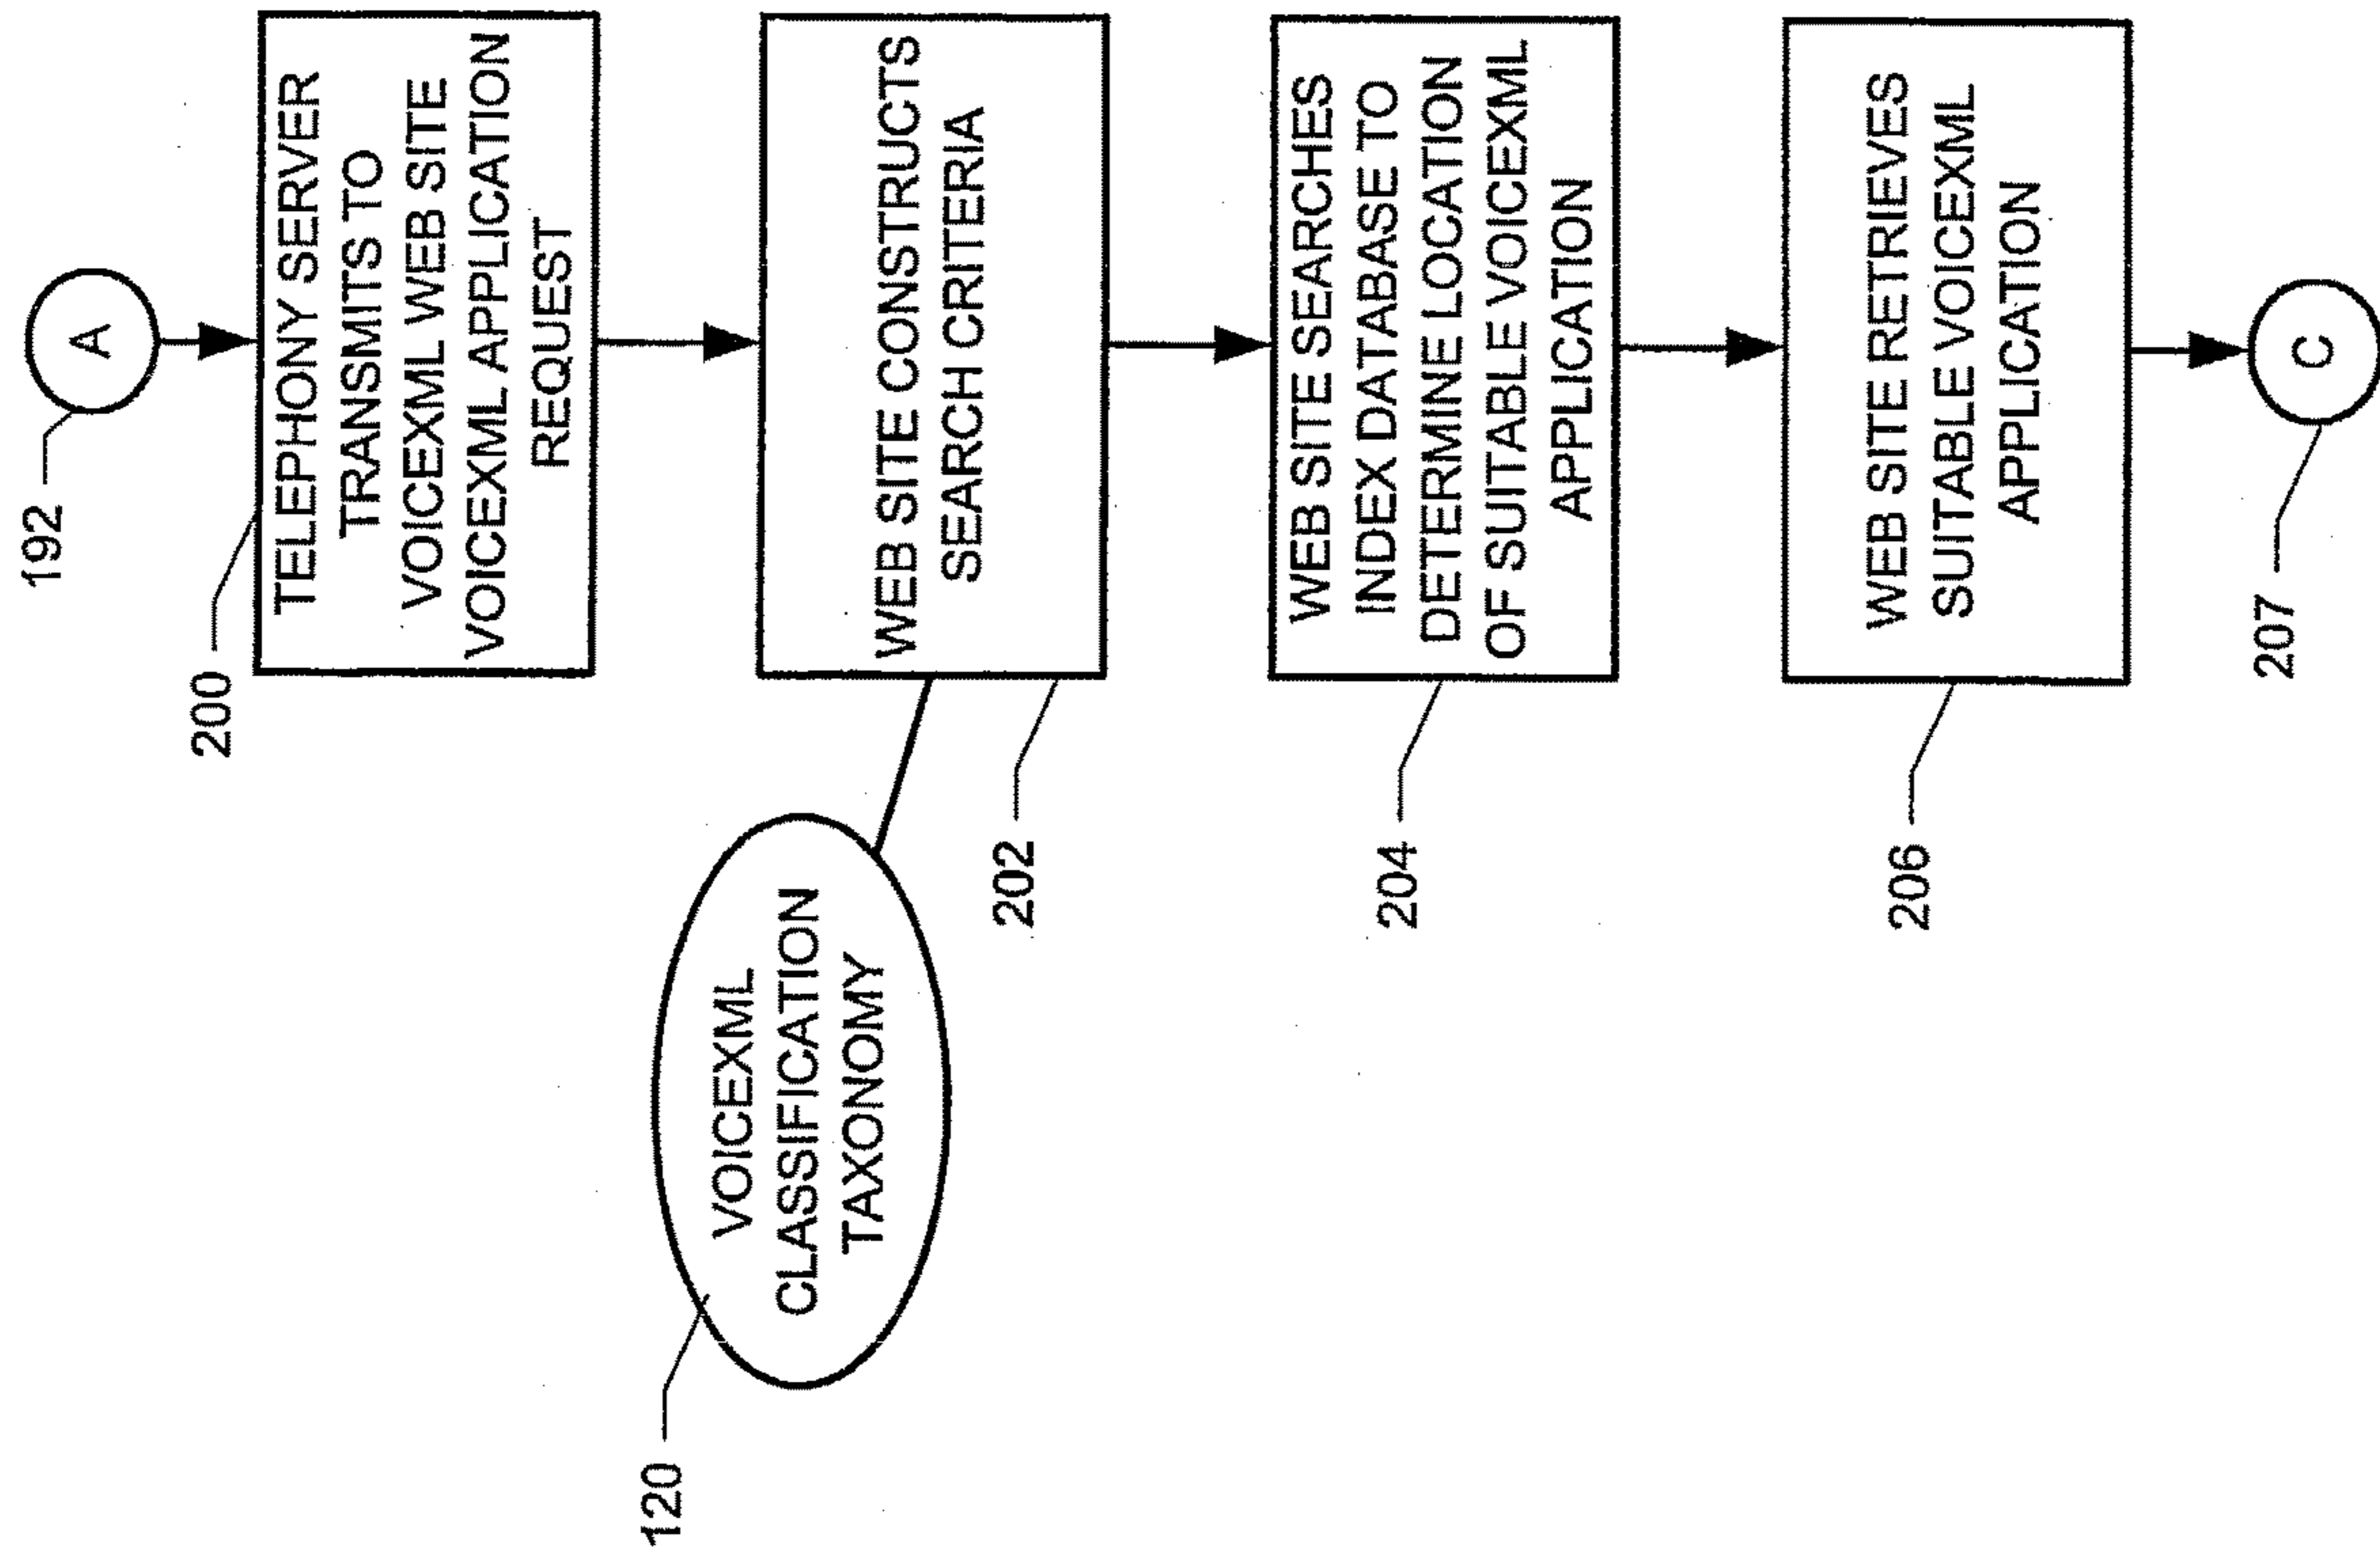 192
A
200
TELEPHONY SERVER
TRANSMITS TO
VOICEXML WEB SITE
VOICEXML APPLICATION
REQUEST
120
VOICEXML
CLASSIFICATION
TAXONOMY
202
WEB SITE CONSTRUCTS
SEARCH CRITERIA
204
WEB SITE SEARCHES
INDEX DATABASE TO
DETERMINE LOCATION
OF SUITABLE VOICEXML
APPLICATION
206
WEB SITE RETRIEVES
SUITABLE VOICEXML
APPLICATION
207
C